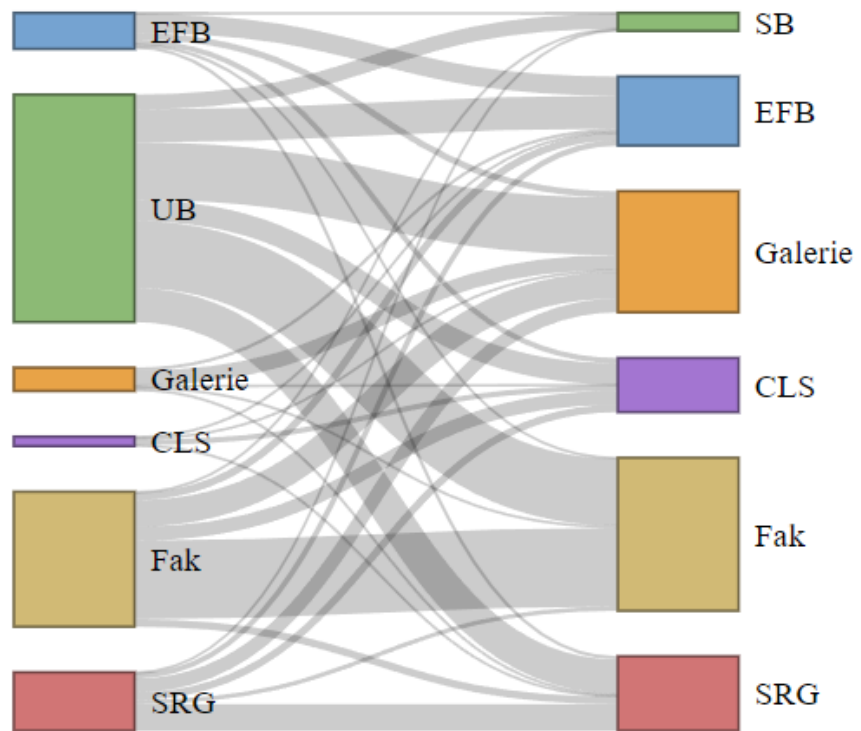 EFB
UB
Galerie
CLS
Fak
SRG
SB
EFB
Galerie
CLS
Fak
SRG